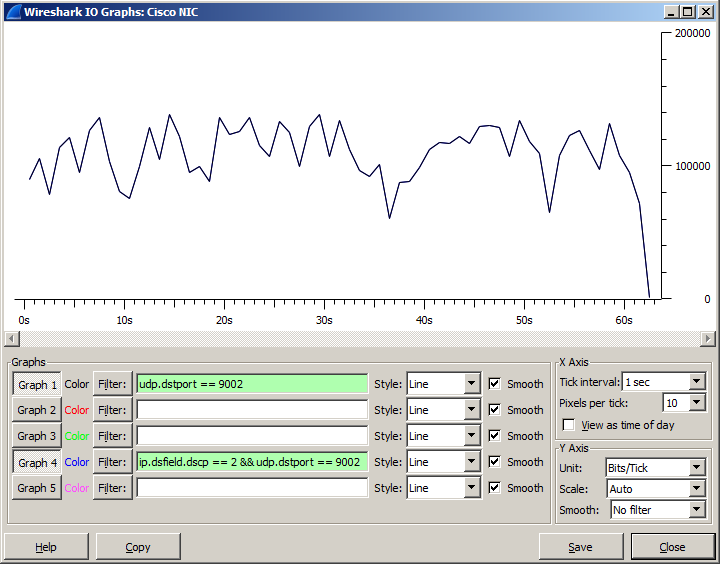 Wireshark IO Graphs: Cisco NIC
200000
100000
0
0s 10s 20s 30s 40s 50s 60s
Graphs
Graph 1 Color Filter: udp.dstport == 9002 Style: Line Smooth
Graph 2 Color Filter: Style: Line Smooth
Graph 3 Color Filter: Style: Line Smooth
Graph 4 Color Filter: ip.dsfield.dscp == 2 && udp.dstport == 9002 Style: Line Smooth
Graph 5 Color Filter: Style: Line Smooth
X Axis
Tick interval: 1 sec
Pixels per tick: 10
View as time of day
Y Axis
Unit: Bits/Tick
Scale: Auto
Smooth: No filter
Help Copy Save Close